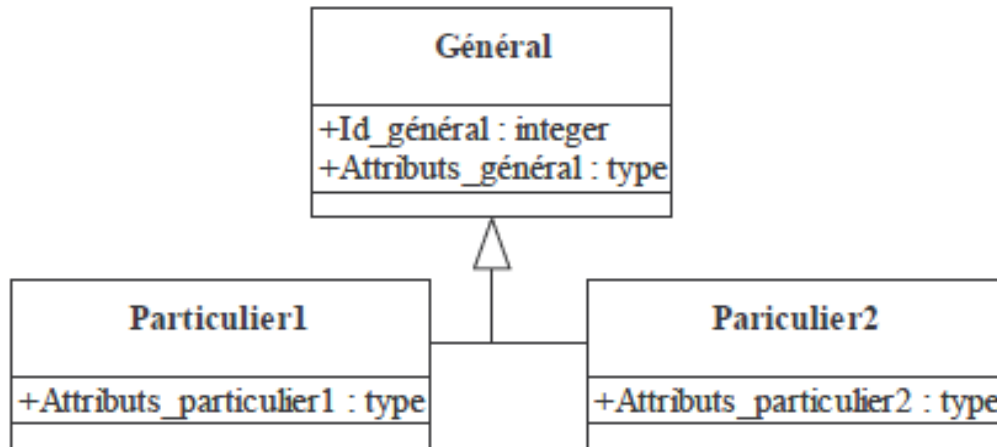 Général
+Id_général : integer
+Attributs_général : type
Particulier1
+Attributs_particulier1 : type
Pariculier2
+Attributs_particulier2 : type